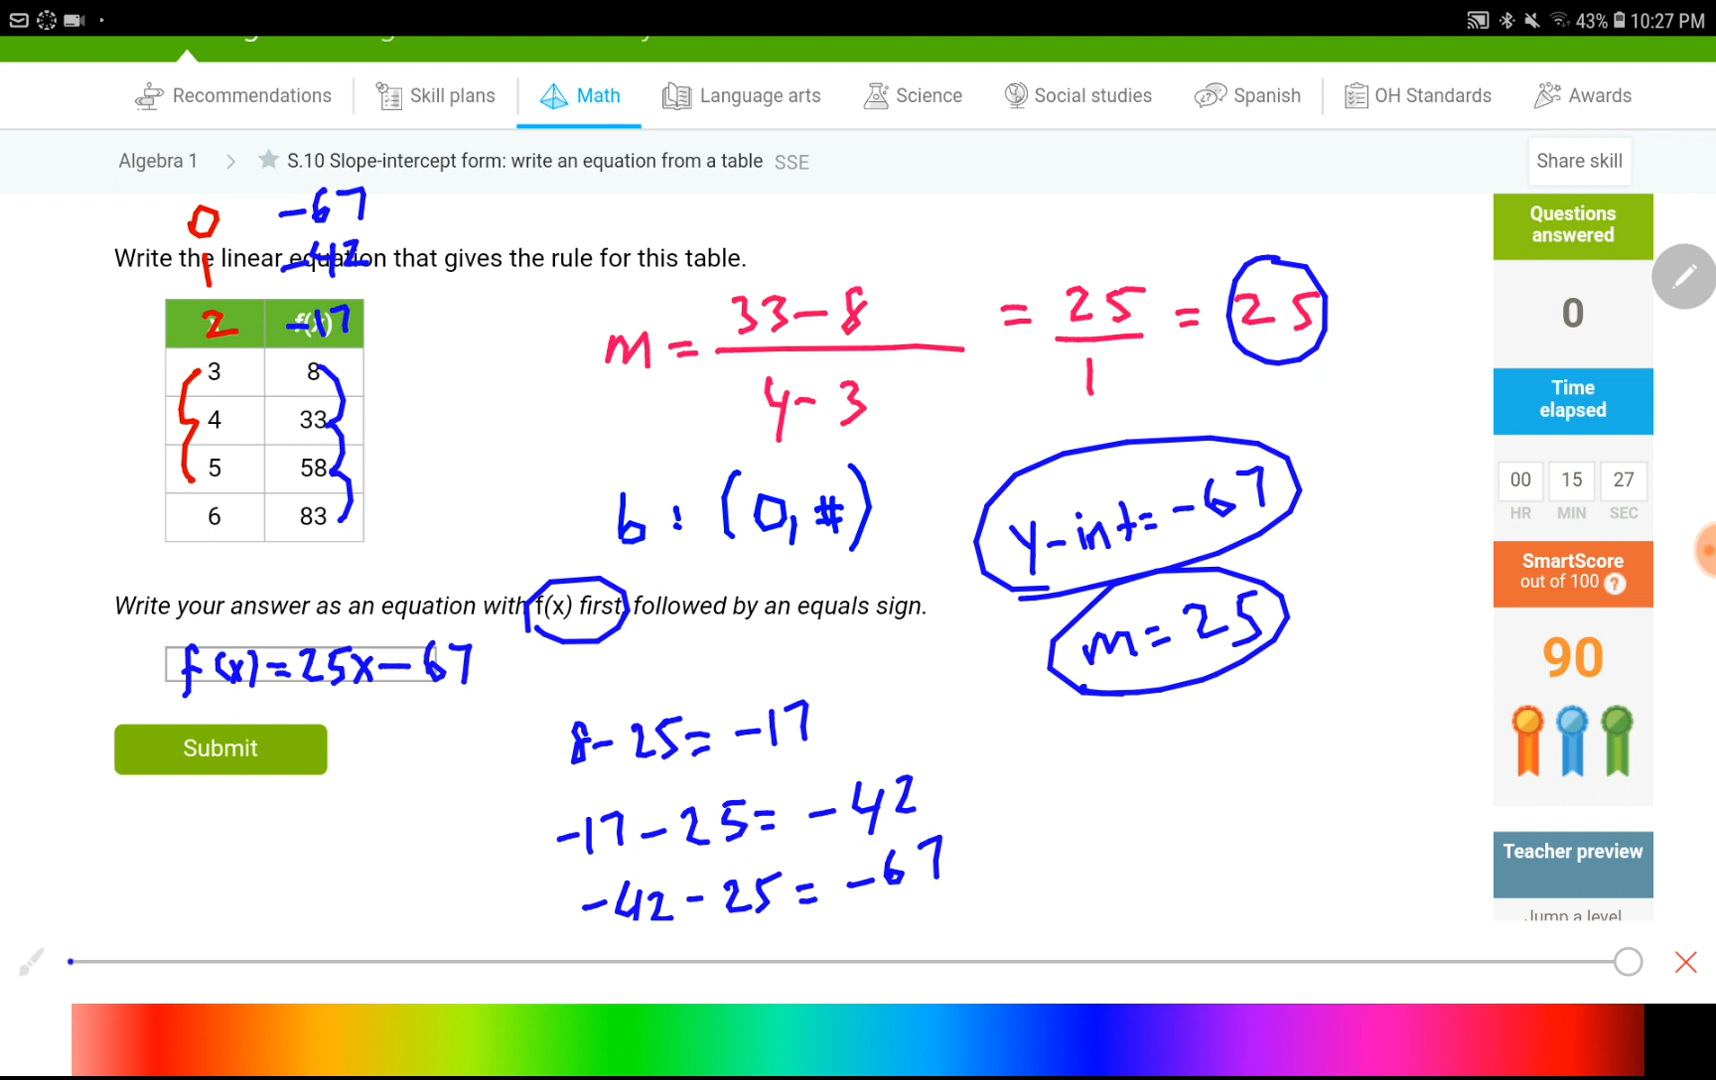 43% 10:27 PM
Recommendations Skill plans Math Language arts Science Social studies Spanish OH Standards Awards
Algebra 1 > S.10 Slope-intercept form: write an equation from a table SSE
Share skill
0 -67
1 -42
Write the linear equation that gives the rule for this table.
2 f(x) -17
3 8
4 33
5 58
6 83
m = 33-8 / 4-3 = 25/1 = 25
b : (0, #)
y-int = -67
m = 25
Write your answer as an equation with f(x) first, followed by an equals sign.
f(x) = 25x - 67
Submit
8 - 25 = -17
-17 - 25 = -42
-42 - 25 = -67
Questions
answered
0
Time
elapsed
00 15 27
HR MIN SEC
SmartScore
out of 100 ?
90
Teacher preview
Jump a level